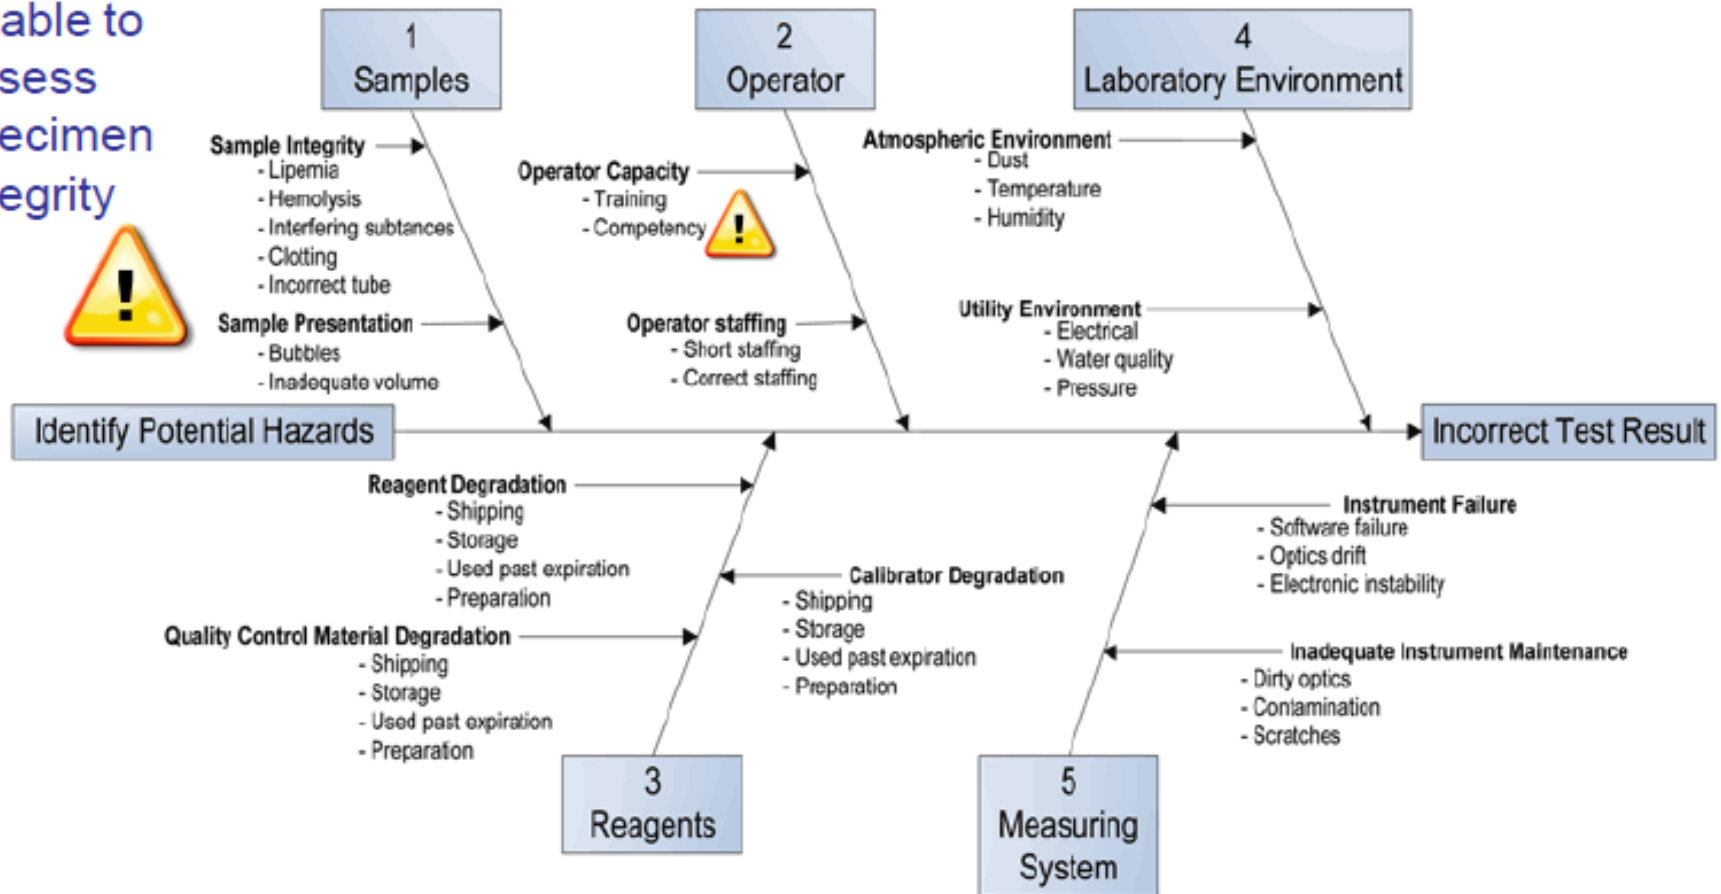 able to
sess
ecimen
egrity
1
Samples
Sample Integrity
- Lipemia
- Hemolysis
- Interfering subtances
- Clotting
- Incorrect tube
Sample Presentation
- Bubbles
- Inadequate volume
2
Operator
Operator Capacity
- Training
- Competency
!
Operator staffing
- Short staffing
- Correct staffing
4
Laboratory Environment
Atmospheric Environment
- Dust
- Temperature
- Humidity
Utility Environment
- Electrical
- Water quality
- Pressure
!
Identify Potential Hazards
Incorrect Test Result
Reagent Degradation
- Shipping
- Storage
- Used past expiration
- Preparation
Quality Control Material Degradation
- Shipping
- Storage
- Used past expiration
- Preparation
Calibrator Degradation
- Shipping
- Storage
- Used past expiration
- Preparation
3
Reagents
Instrument Failure
- Software failure
- Optics drift
- Electronic instability
Inadequate Instrument Maintenance
- Dirty optics
- Contamination
- Scratches
5
Measuring
System